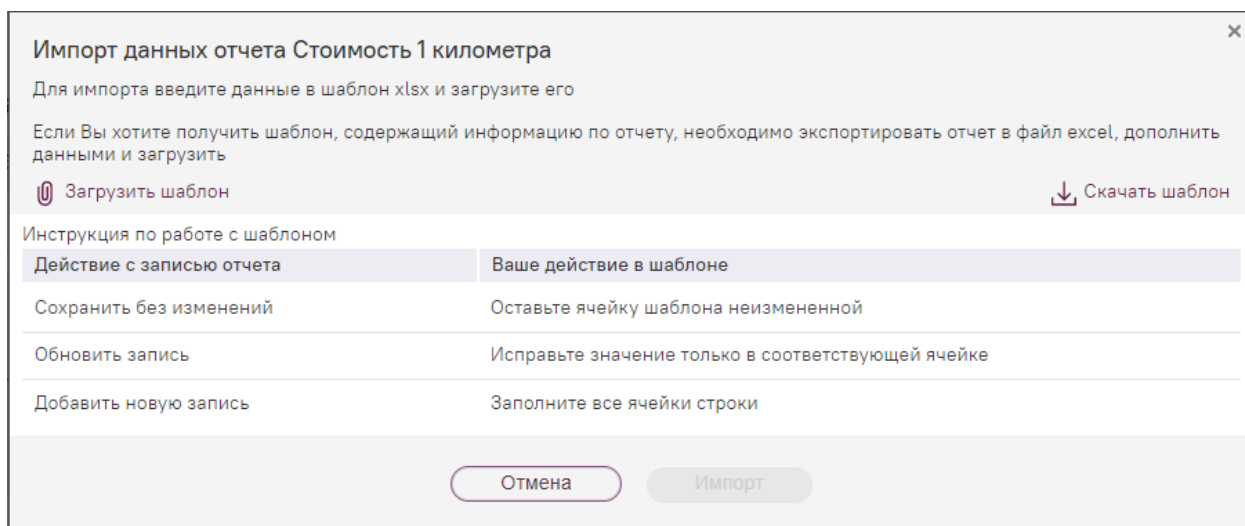 Импорт данных отчета Стоимость 1 километра
Для импорта введите данные в шаблон xlsx и загрузите его
Если Вы хотите получить шаблон, содержащий информацию по отчету, необходимо экспортировать отчет в файл excel, дополнить
данными и загрузить
Загрузить шаблон
Скачать шаблон
Инструкция по работе с шаблоном
Действие с записью отчета
Ваше действие в шаблоне
Сохранить без изменений
Оставьте ячейку шаблона неизмененной
Обновить запись
Исправьте значение только в соответствующей ячейке
Добавить новую запись
Заполните все ячейки строки
Отмена
Импорт